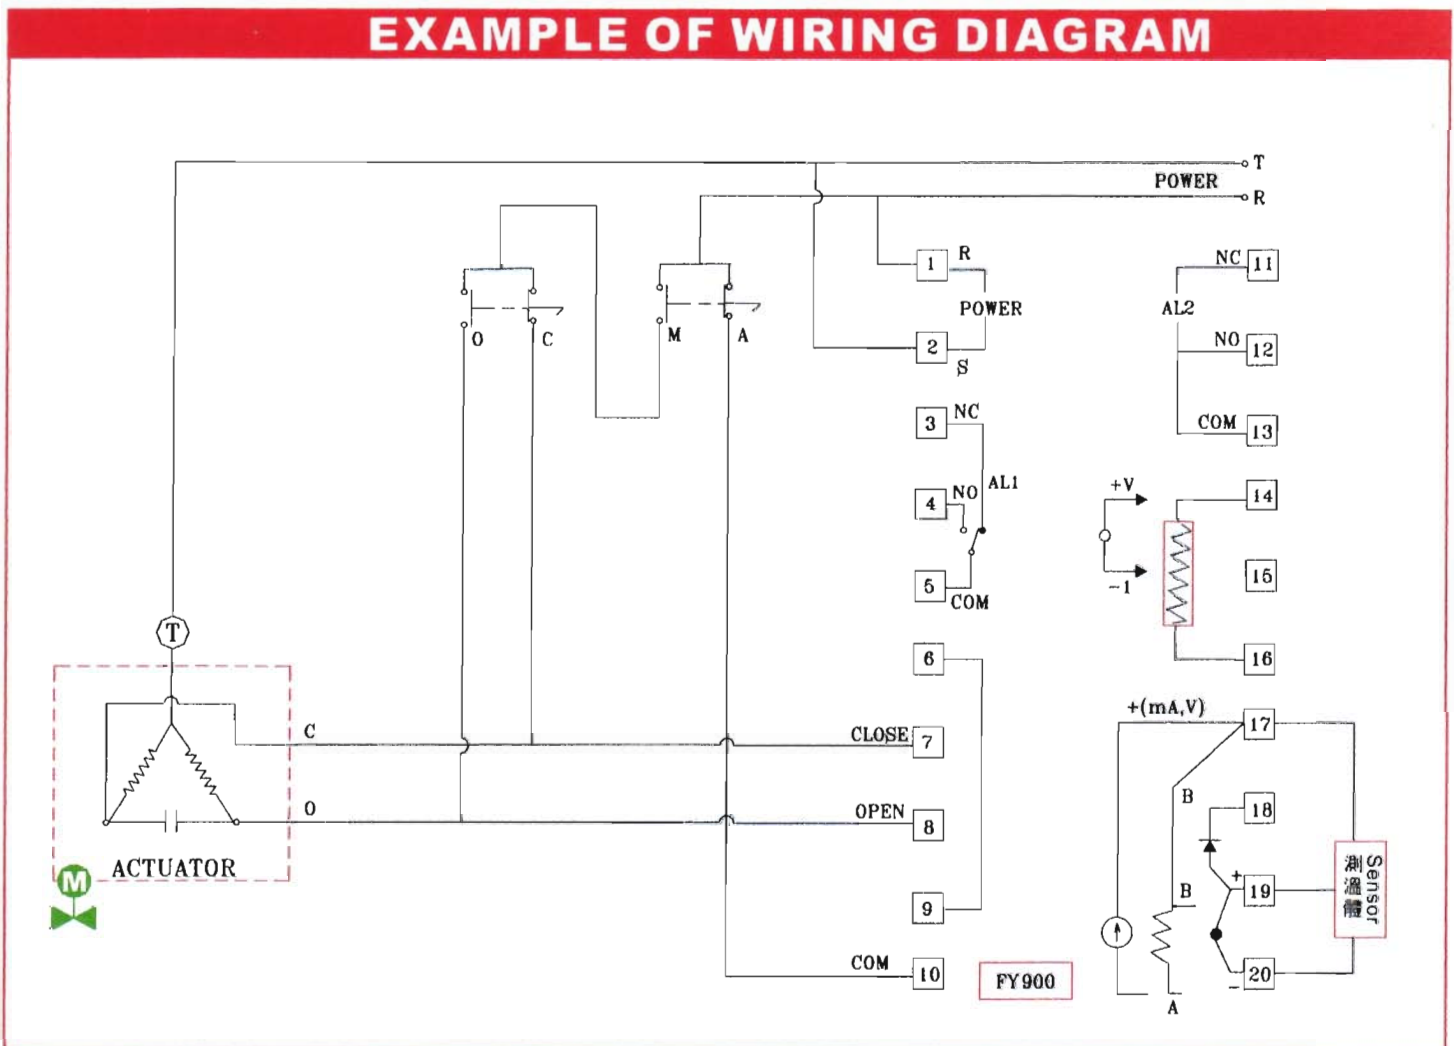 EXAMPLE OF WIRING DIAGRAM
T
POWER
R
1 R
POWER
2
S
NC 11
AL2
NO 12
COM 13
O C M A
3 NC
4 NO
AL1
5
COM
+V
-1
14
15
16
T
6
C
CLOSE 7
O
OPEN 8
9
COM 10
ACTUATOR
M
FY900
+(mA,V) 17
B
18
B
+ 19
- 20
A
Sensor